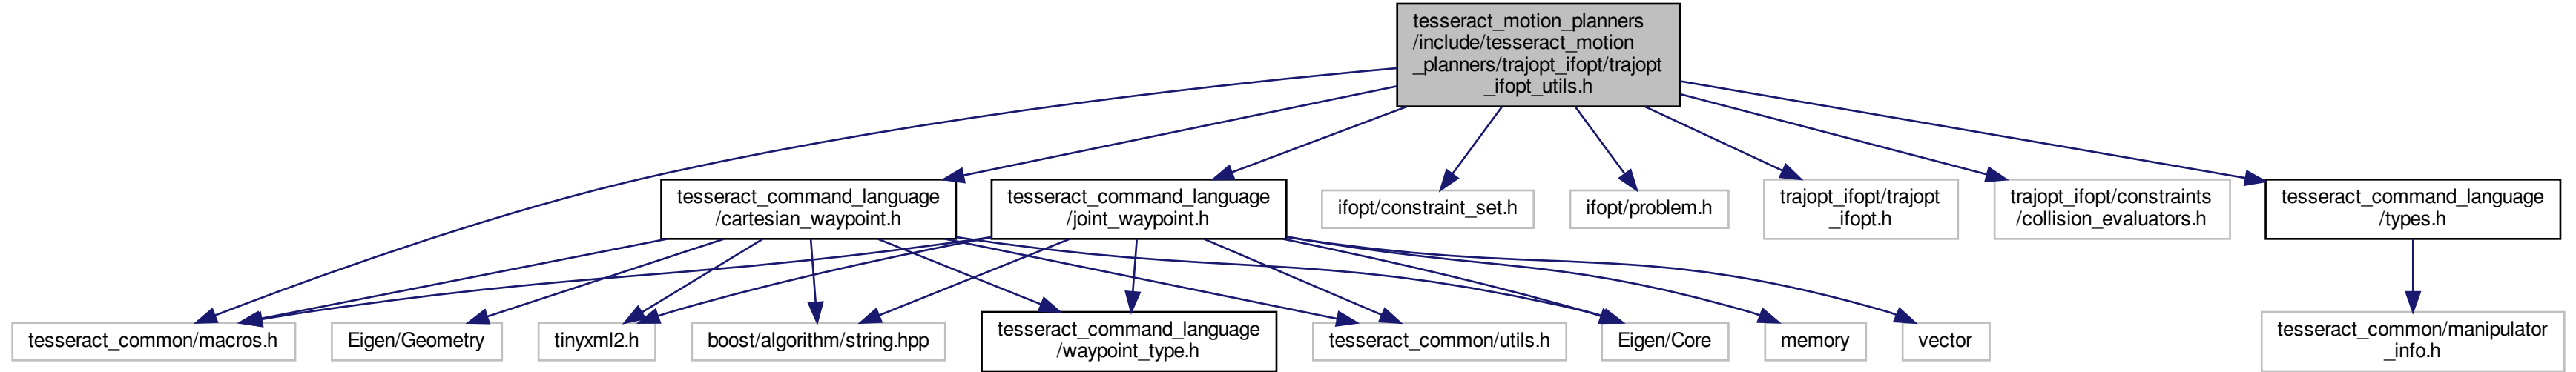 tesseract_motion_planners
/include/tesseract_motion
_planners/trajopt_ifopt/trajopt
_ifopt_utils.h
tesseract_command_language
/cartesian_waypoint.h
tesseract_command_language
/joint_waypoint.h
ifopt/constraint_set.h
ifopt/problem.h
trajopt_ifopt/trajopt
_ifopt.h
trajopt_ifopt/constraints
/collision_evaluators.h
tesseract_command_language
/types.h
tesseract_common/macros.h
Eigen/Geometry
tinyxml2.h
boost/algorithm/string.hpp
tesseract_command_language
/waypoint_type.h
tesseract_common/utils.h
Eigen/Core
memory
vector
tesseract_common/manipulator
_info.h